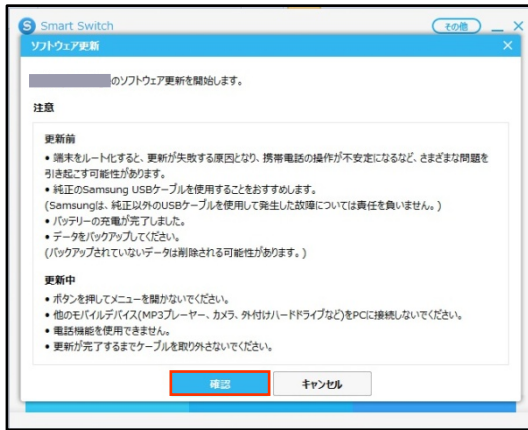 Smart Switch
その他
ソフトウェア更新
のソフトウェア更新を開始します。
注意
更新前
• 端末をルート化すると、更新が失敗する原因となり、携帯電話の操作が不安定になるなど、さまざまな問題を
引き起こす可能性があります。
• 純正のSamsung USBケーブルを使用することをおすすめします。
(Samsungは、純正以外のUSBケーブルを使用して発生した故障については責任を負いません。)
• バッテリーの充電が完了しました。
• データをバックアップしてください。
(バックアップされていないデータは削除される可能性があります。)
更新中
• ボタンを押してメニューを開かないでください。
• 他のモバイルデバイス(MP3プレーヤー、カメラ、外付けハードドライブなど)をPCに接続しないでください。
• 電話機能を使用できません。
• 更新が完了するまでケーブルを取り外さないでください。
確認
キャンセル